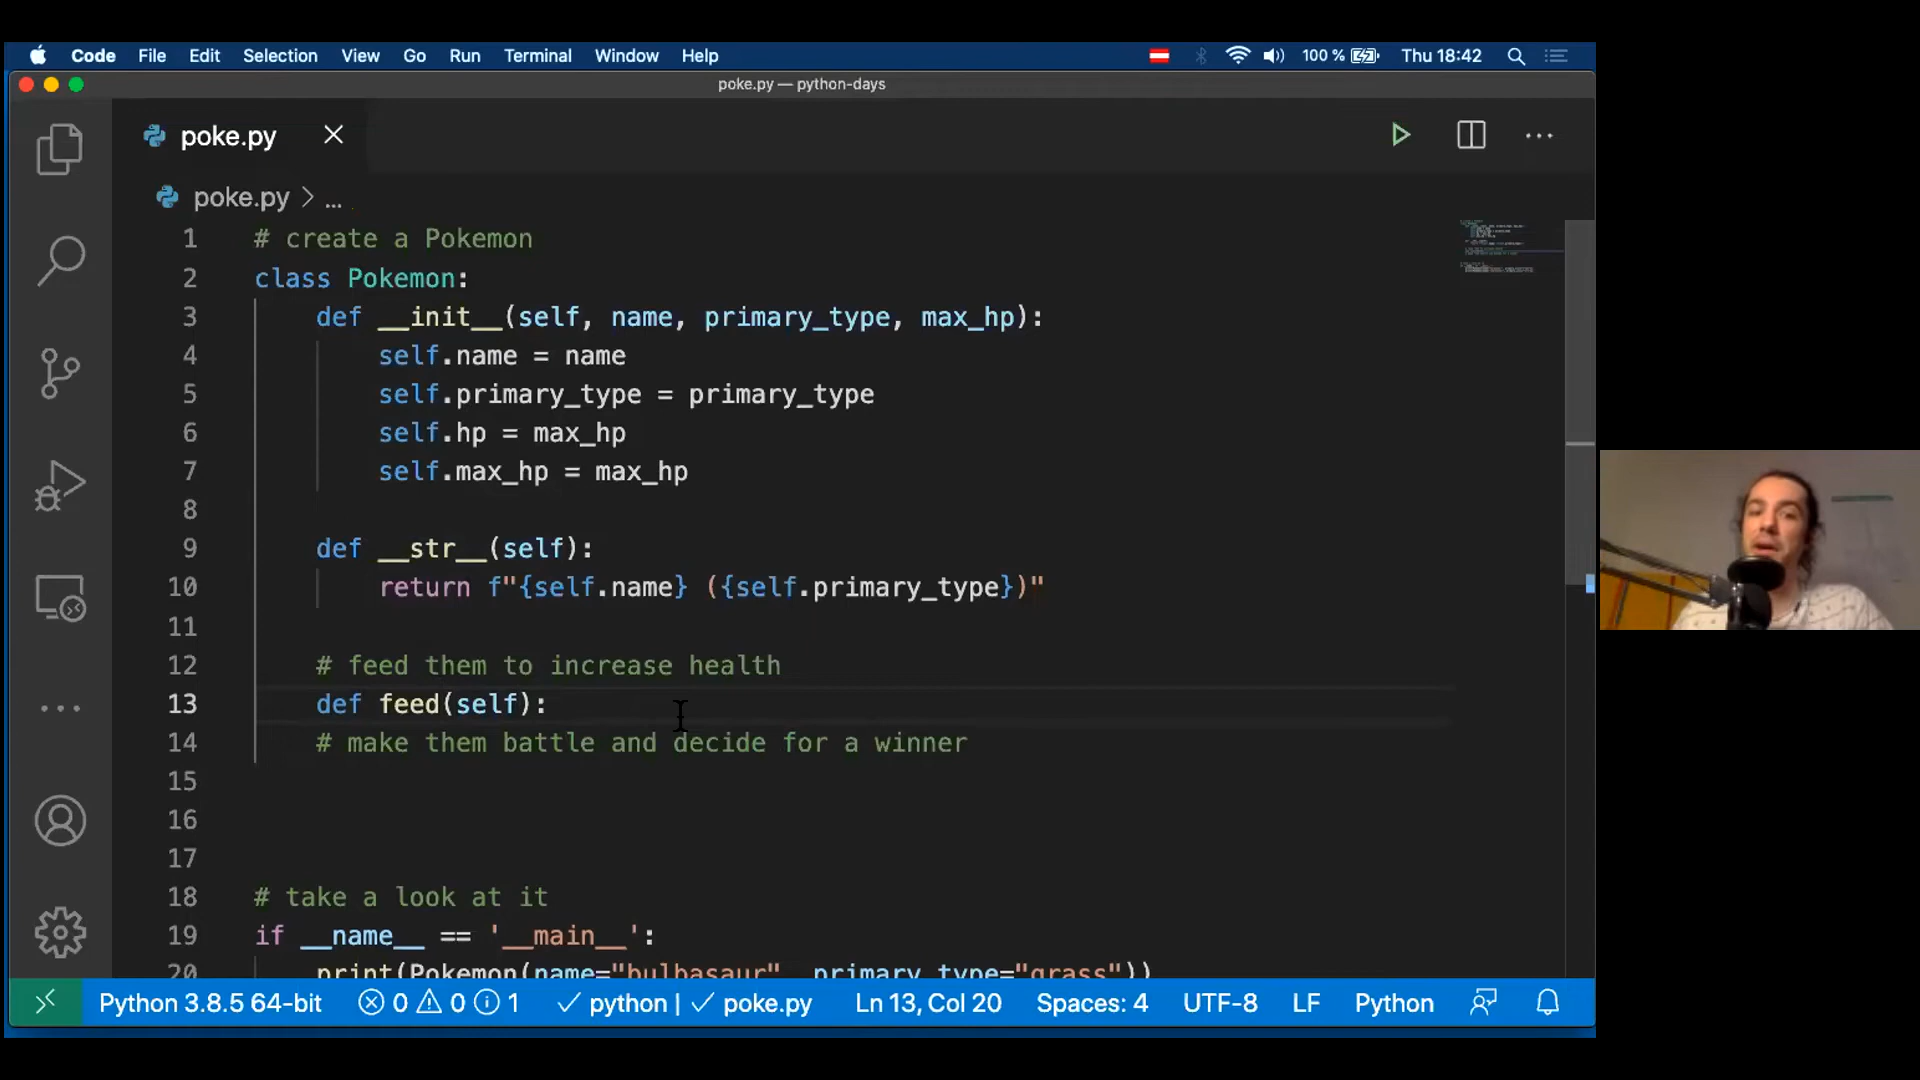 Code File Edit Selection View Go Run Terminal Window Help 100 % Thu 18:42
poke.py — python-days
poke.py
poke.py > ...
1 # create a Pokemon
2 class Pokemon:
3 def __init__(self, name, primary_type, max_hp):
4 self.name = name
5 self.primary_type = primary_type
6 self.hp = max_hp
7 self.max_hp = max_hp
8
9 def __str__(self):
10 return f"{self.name} ({self.primary_type})"
11
12 # feed them to increase health
13 def feed(self):
14 # make them battle and decide for a winner
15
16
17
18 # take a look at it
19 if __name__ == '__main__':
20 print(Pokemon(name="bulbasaur", primary_type="grass"))
Python 3.8.5 64-bit 0 0 1 python | poke.py Ln 13, Col 20 Spaces: 4 UTF-8 LF Python